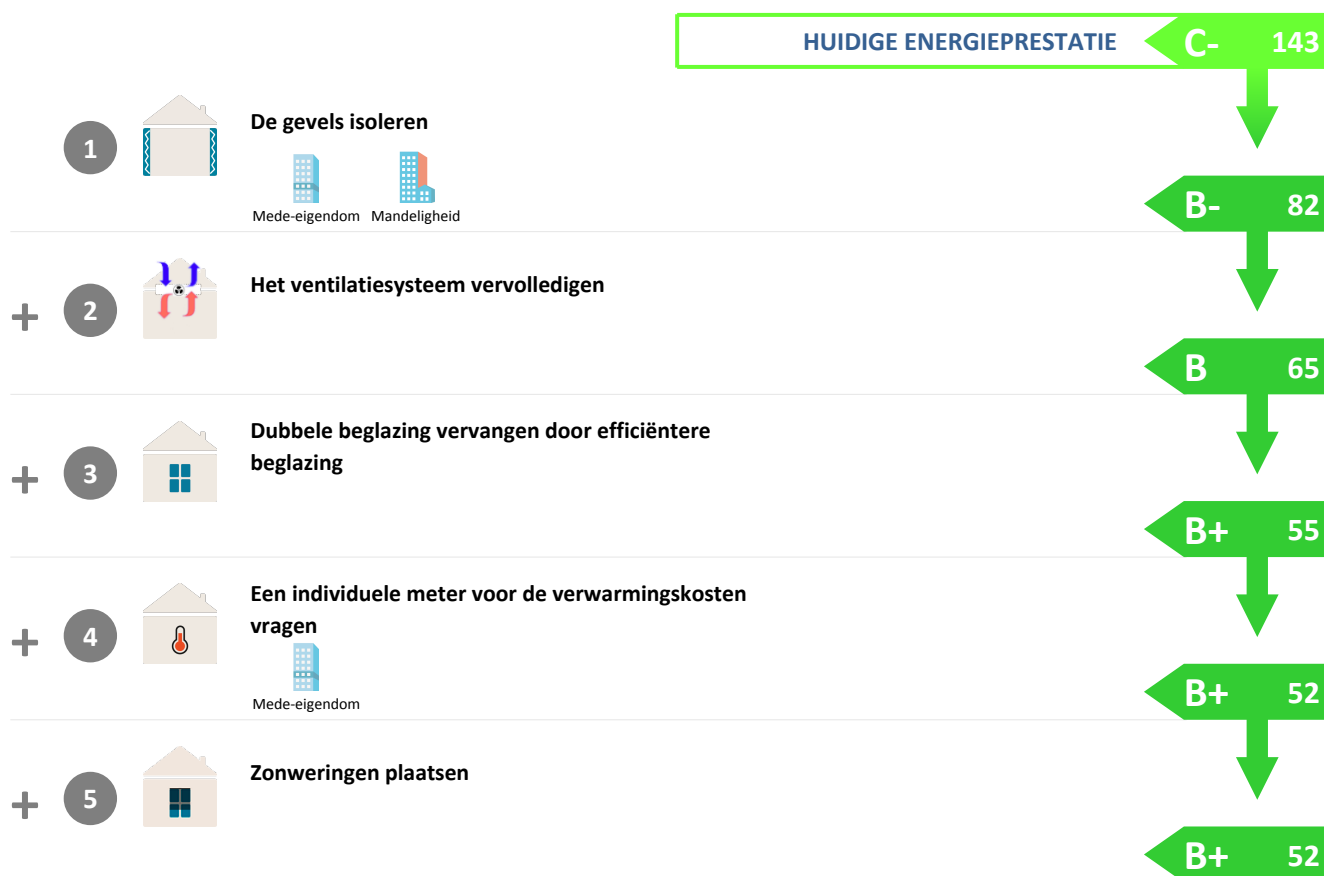 HUIDIGE ENERGIEPRESTATIE C- 143
1 De gevels isoleren
Mede-eigendom Mandeligheid
B- 82
+ 2 Het ventilatiesysteem vervolledigen
B 65
+ 3 Dubbele beglazing vervangen door efficiëntere
beglazing
B+ 55
+ 4 Een individuele meter voor de verwarmingskosten
vragen
Mede-eigendom
B+ 52
+ 5 Zonweringen plaatsen
B+ 52